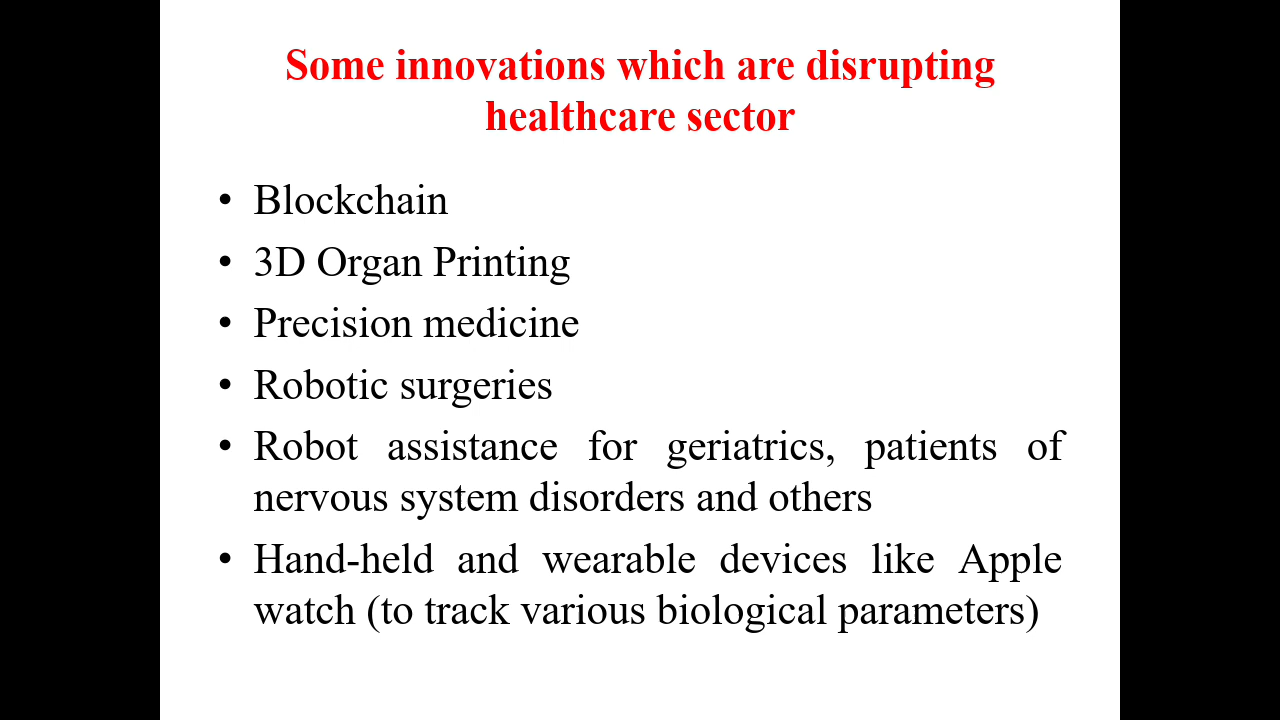 Some innovations which are disrupting
healthcare sector
• Blockchain
• 3D Organ Printing
• Precision medicine
• Robotic surgeries
• Robot assistance for geriatrics, patients of
nervous system disorders and others
• Hand-held and wearable devices like Apple
watch (to track various biological parameters)